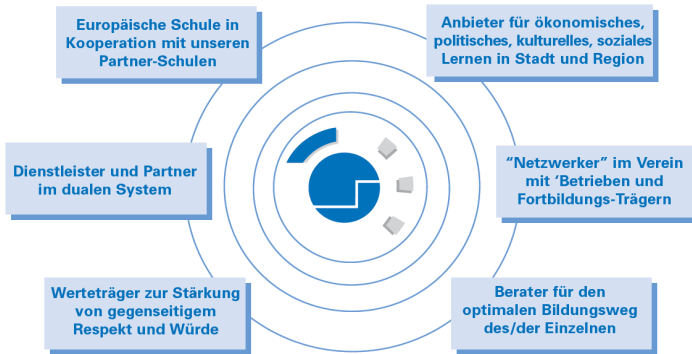 Europäische Schule in
Kooperation mit unseren
Partner-Schulen
Anbieter für ökonomisches,
politisches, kulturelles, soziales
Lernen in Stadt und Region
Dienstleister und Partner
im dualen System
“Netzwerker” im Verein
mit ‘Betrieben und
Fortbildungs-Trägern
Werteträger zur Stärkung
von gegenseitigem
Respekt und Würde
Berater für den
optimalen Bildungsweg
des/der Einzelnen